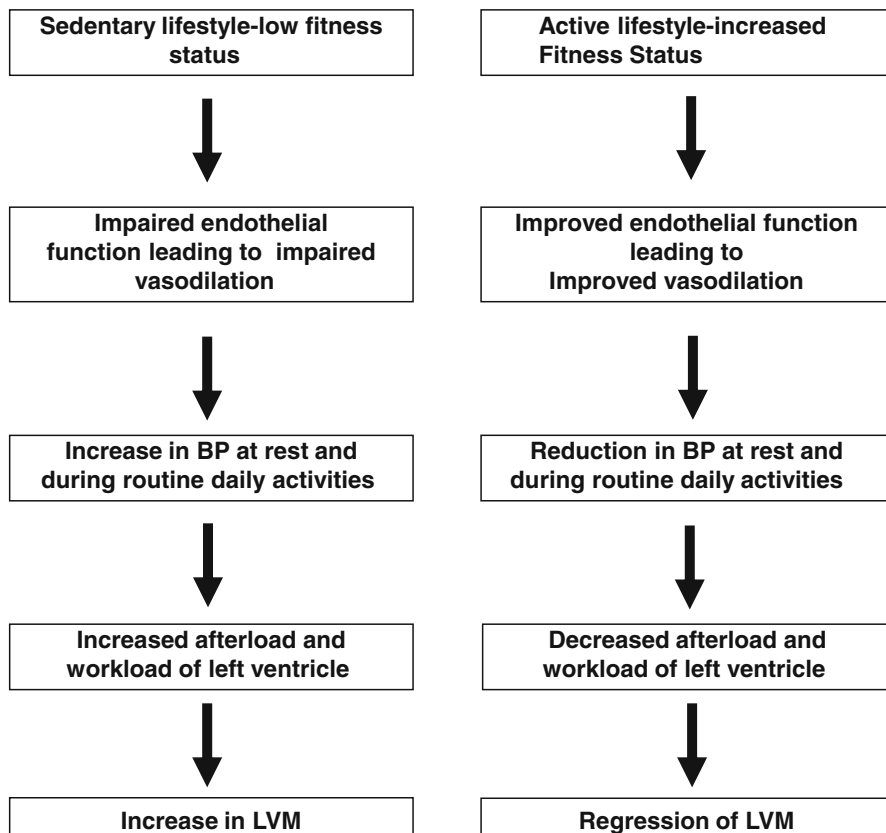 Sedentary lifestyle-low fitness
status
Impaired endothelial
function leading to impaired
vasodilation
Increase in BP at rest and
during routine daily activities
Increased afterload and
workload of left ventricle
Increase in LVM
Active lifestyle-increased
Fitness Status
Improved endothelial function
leading to
Improved vasodilation
Reduction in BP at rest and
during routine daily activities
Decreased afterload and
workload of left ventricle
Regression of LVM